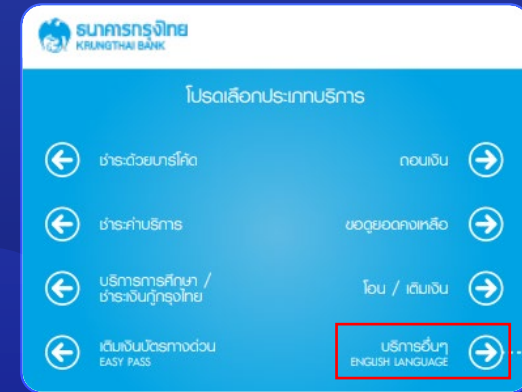 ธนาคารกรุงไทย
KRUNGTHAI BANK
โปรดเลือกประเภทบริการ
ชำระด้วยบาร์โค้ด
ถอนเงิน
ชำระค่าบริการ
ขอดูยอดคงเหลือ
บริการการศึกษา /
ชำระเงินกู้กรุงไทย
โอน / เติมเงิน
เติมเงินบัตรทางด่วน
EASY PASS
บริการอื่นๆ
ENGLISH LANGUAGE